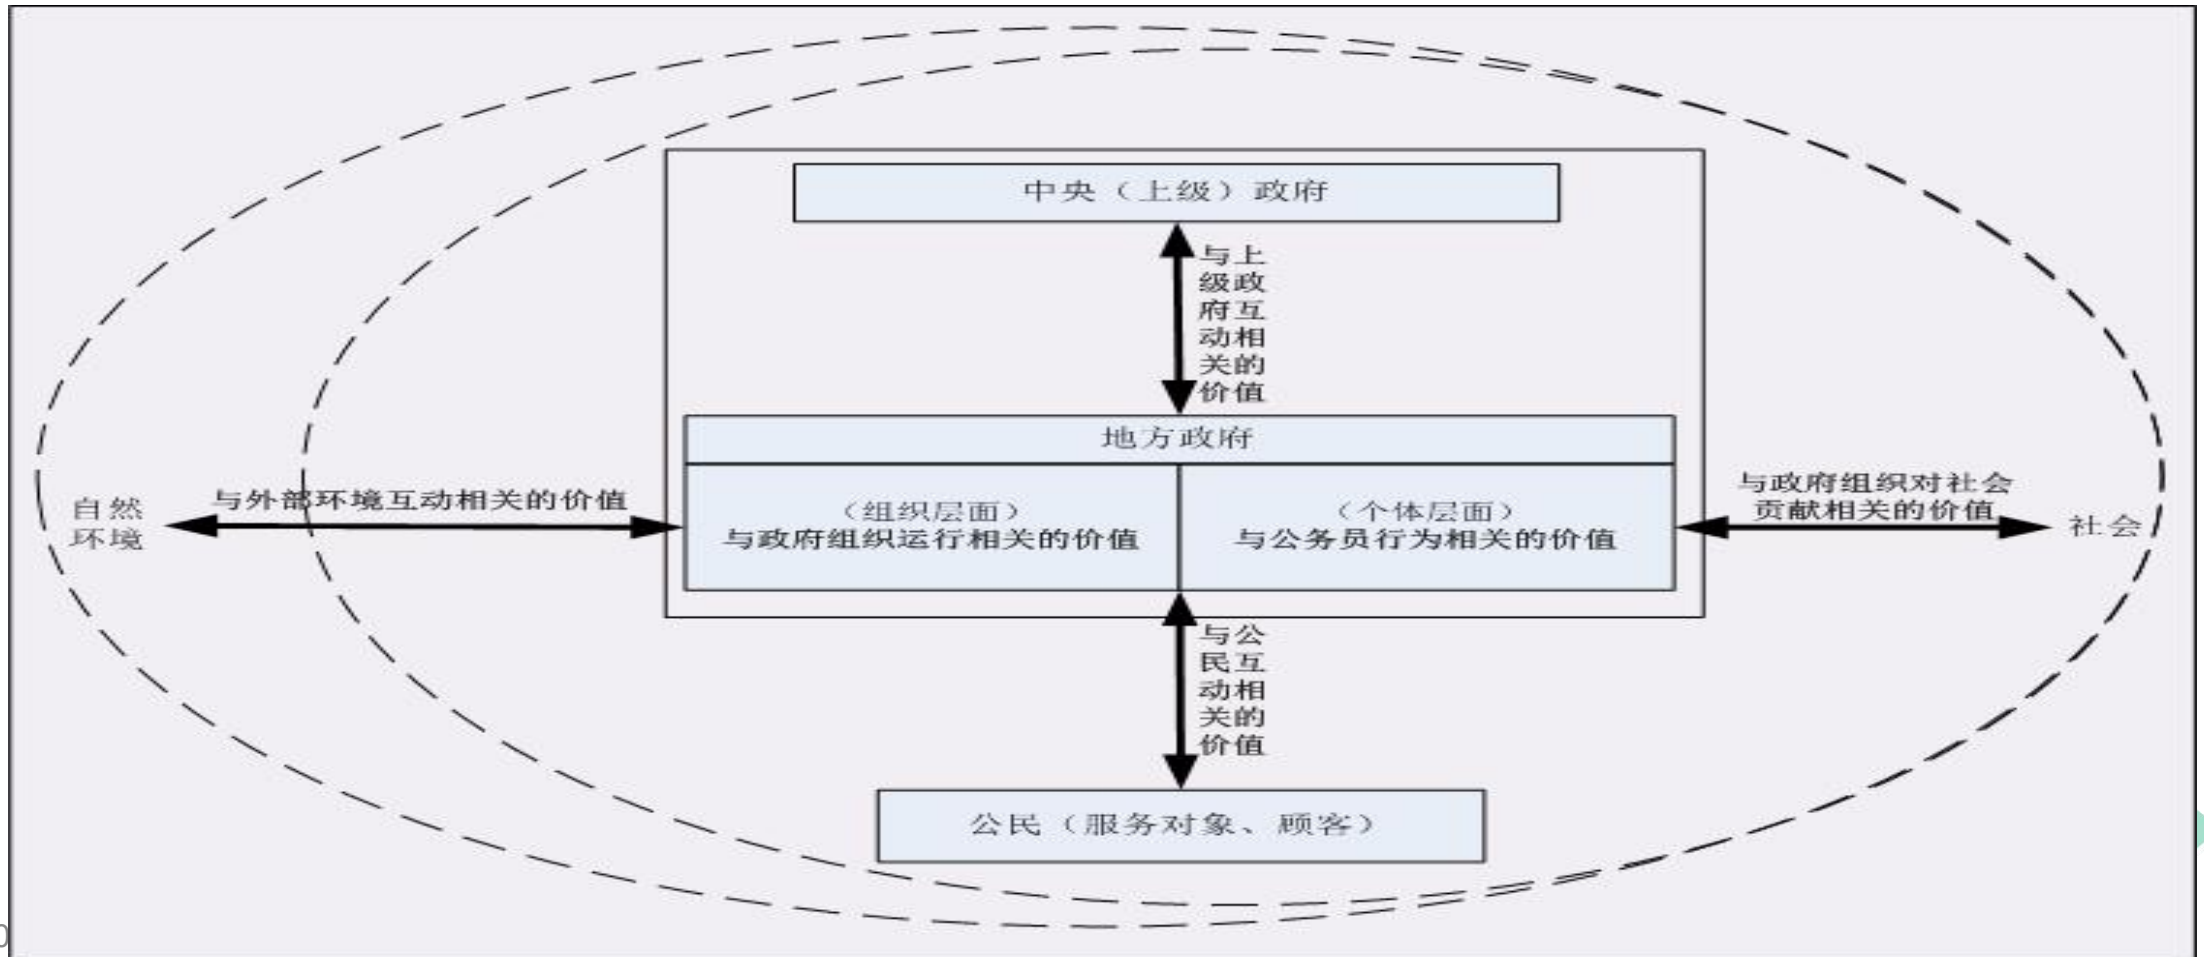 中央（上级）政府
与上
级政
府互
动相
关的
价值
地方政府
与外部环境互动相关的价值
自然
环境
（组织层面）
与政府组织运行相关的价值
（个体层面）
与公务员行为相关的价值
与政府组织对社会
贡献相关的价值
社会
与公
民互
动相
关的
价值
公民（服务对象、顾客）